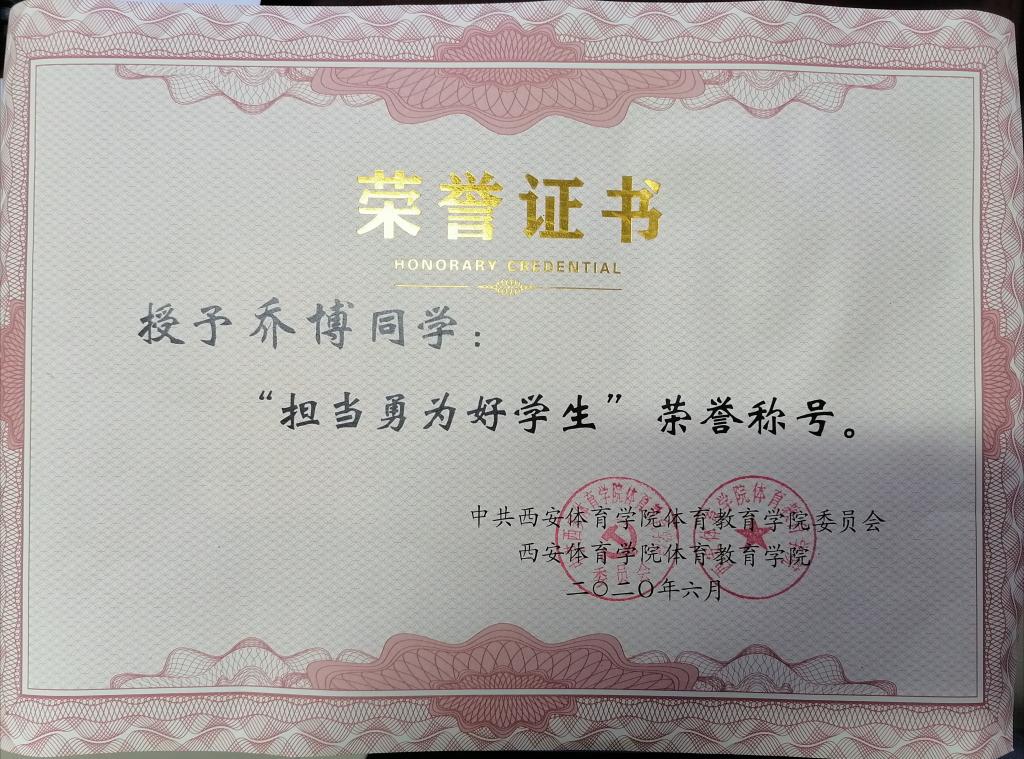 荣誉证书
HONORARY CREDENTIAL
授予乔博同学：
“担当勇为好学生”荣誉称号。
中共西安体育学院体育教育学院委员会
西安体育学院体育教育学院
二〇二〇年六月